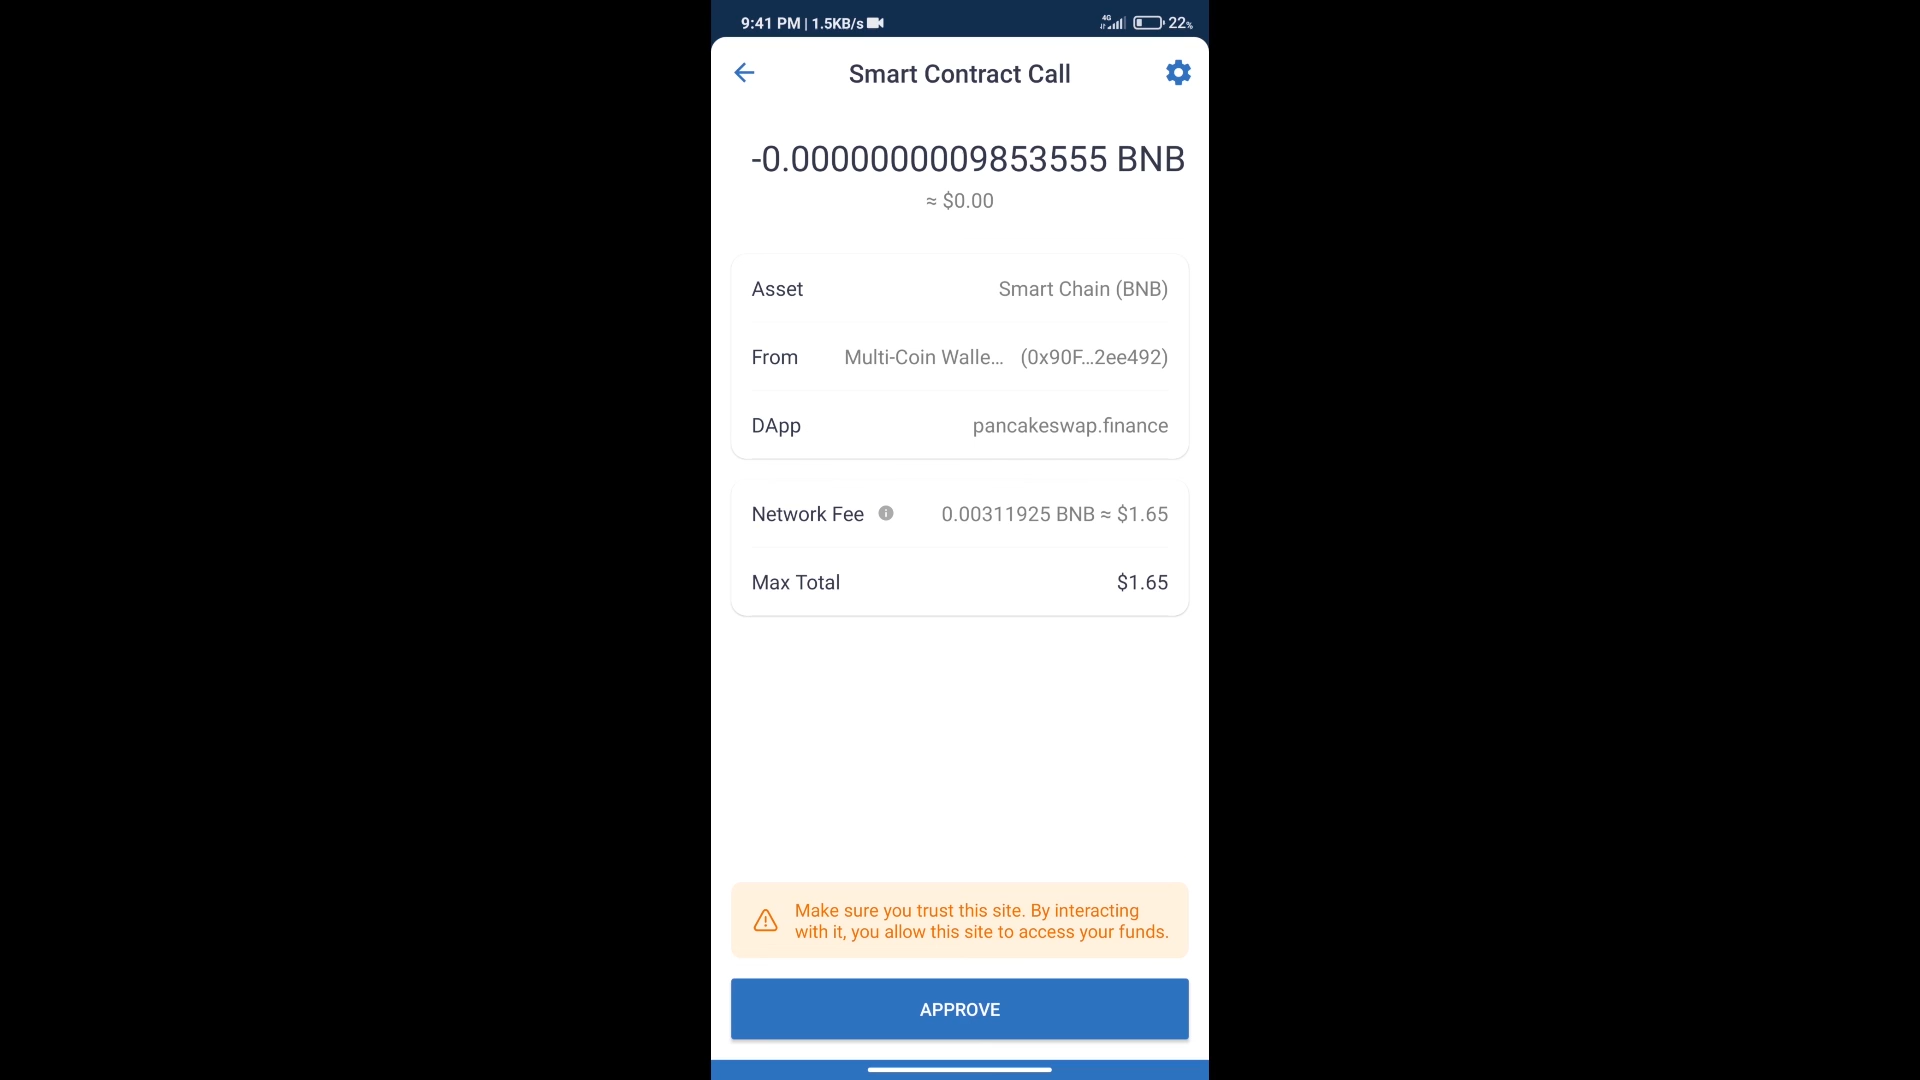 9:41 PM | 1.5KB/s 4G 22%
Smart Contract Call
-0.0000000009853555 BNB
≈ $0.00
Asset Smart Chain (BNB)
From Multi-Coin Walle... (0x90F...2ee492)
DApp pancakeswap.finance
Network Fee 0.00311925 BNB ≈ $1.65
Max Total $1.65
Make sure you trust this site. By interacting
with it, you allow this site to access your funds.
APPROVE